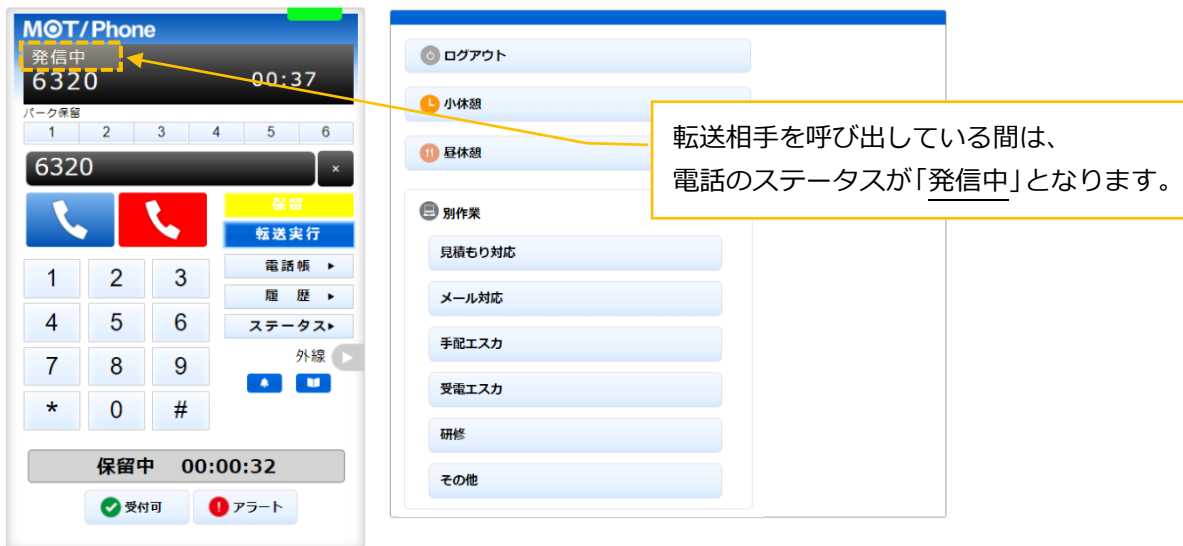 MOT/Phone
発信中
6320 00:37
パーク保留
1 2 3 4 5 6
6320 ×
保留
転送実行
電話帳
履 歴
ステータス
外線
1 2 3
4 5 6
7 8 9
* 0 #
保留中 00:00:32
受付可 アラート
ログアウト
小休憩
昼休憩
別作業
見積もり対応
メール対応
手配エスカ
受電エスカ
研修
その他
転送相手を呼び出している間は、
電話のステータスが「発信中」となります。